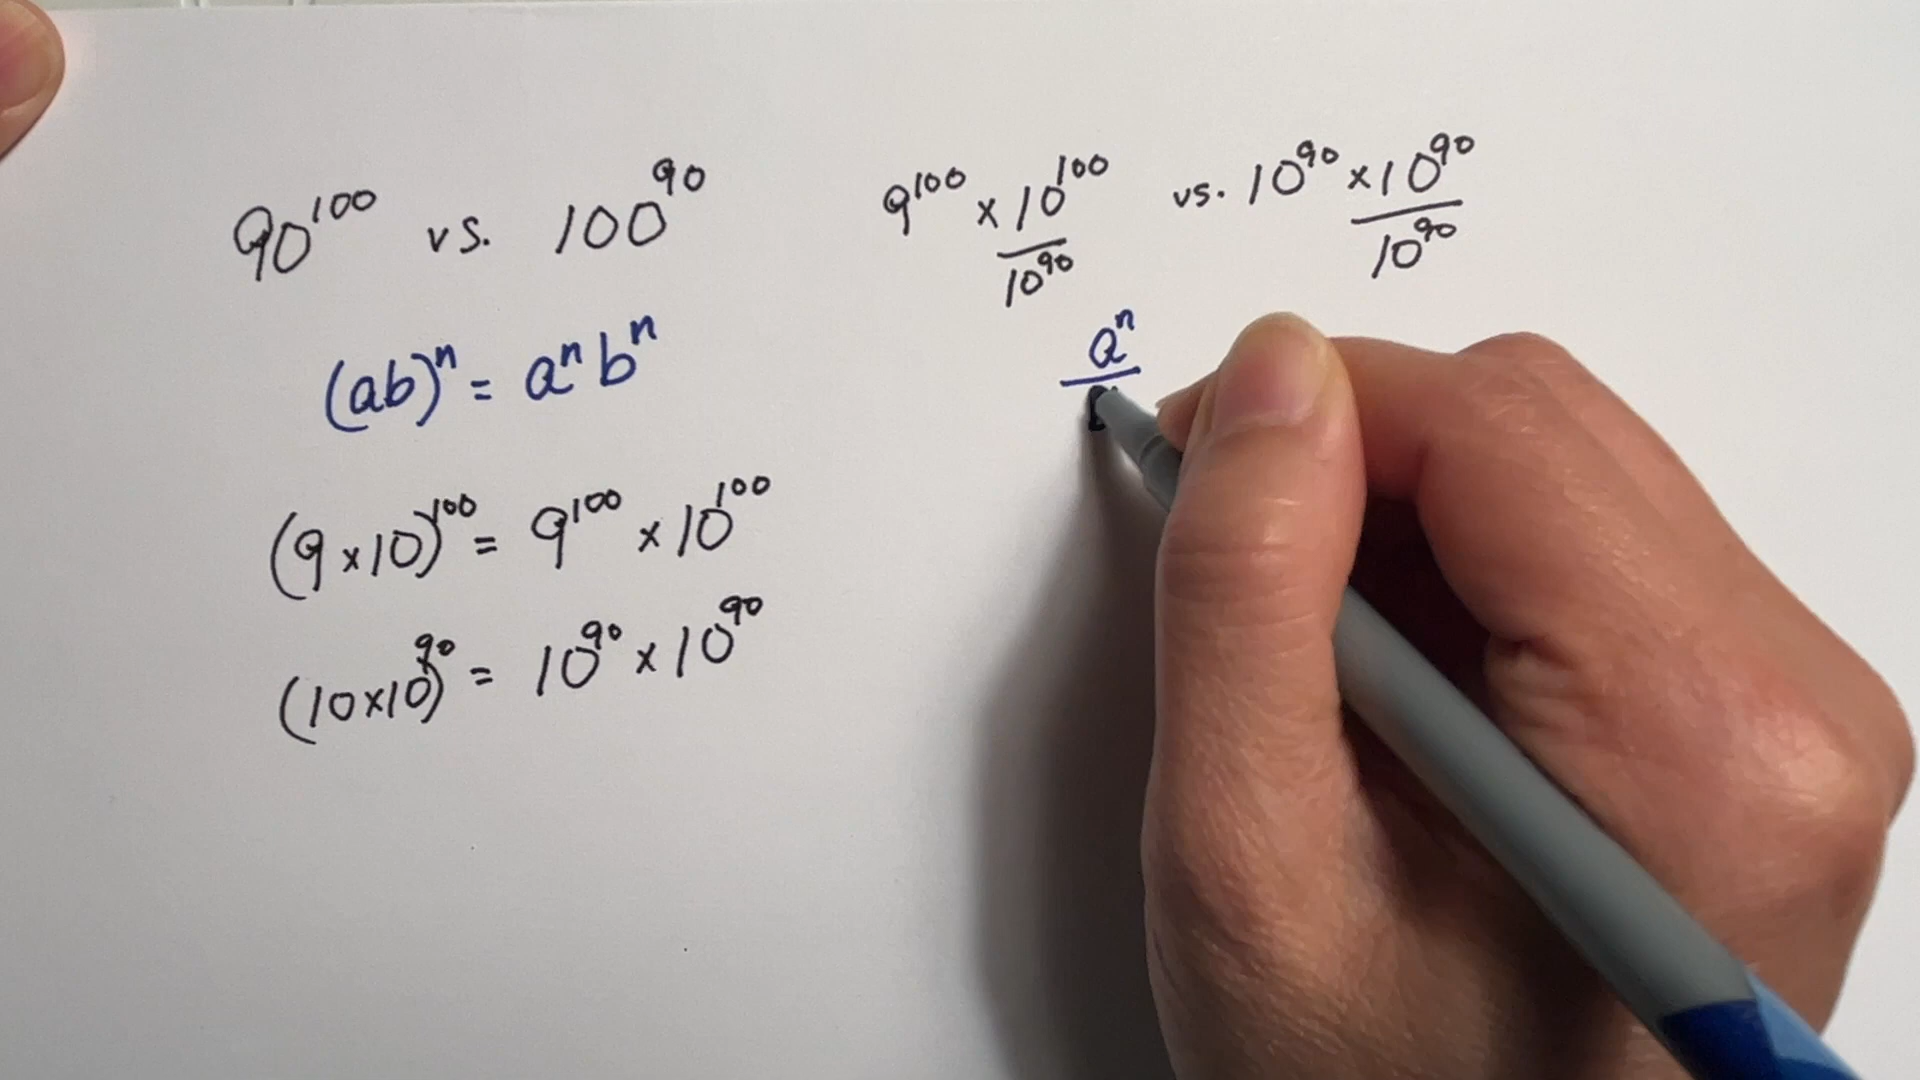 90^100 vs. 100^90
(ab)^n = a^n b^n
(9×10)^100 = 9^100 × 10^100
(10×10)^90 = 10^90 × 10^90
9^100 × 10^100/10^90 vs. 10^90 × 10^90/10^90
a^n